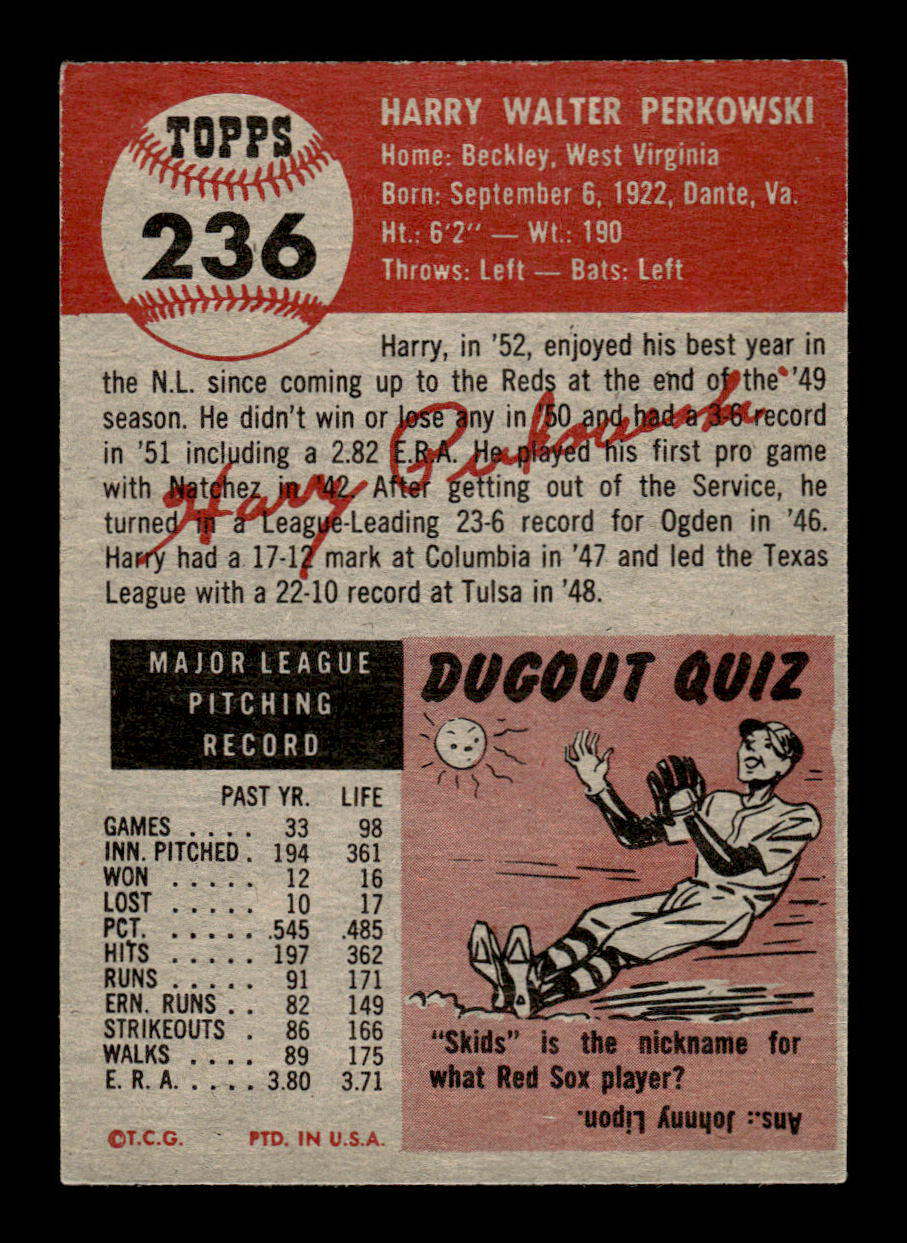 TOPPS
236
HARRY WALTER PERKOWSKI
Home: Beckley, West Virginia
Born: September 6, 1922, Dante, Va.
Ht.: 6'2" — Wt.: 190
Throws: Left — Bats: Left
Harry, in '52, enjoyed his best year in
the N.L. since coming up to the Reds at the end of the '49
season. He didn't win or lose any in '50 and had a 3-6 record
in '51 including a 2.82 E.R.A. He played his first pro game
with Natchez in '42. After getting out of the Service, he
turned in a League-Leading 23-6 record for Ogden in '46.
Harry had a 17-12 mark at Columbia in '47 and led the Texas
League with a 22-10 record at Tulsa in '48.
Harry Perkowski
MAJOR LEAGUE
PITCHING
RECORD
PAST YR. LIFE
GAMES . . . . 33 98
INN. PITCHED . 194 361
WON . . . . . 12 16
LOST . . . . . 10 17
PCT. . . . . . .545 .485
HITS . . . . . 197 362
RUNS . . . . . 91 171
ERN. RUNS . . 82 149
STRIKEOUTS . 86 166
WALKS . . . . 89 175
E. R. A. . . . . . 3.80 3.71
©T.C.G. PTD. IN U.S.A.
DUGOUT QUIZ
"Skids" is the nickname for
what Red Sox player?
Ans.: Johnny Lipon.